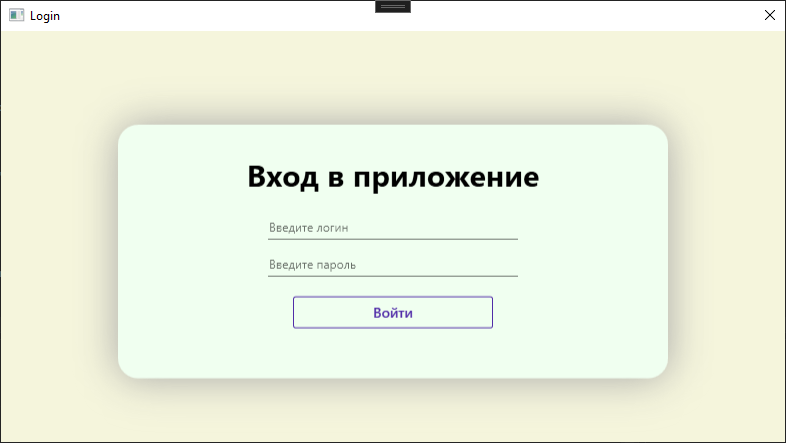 Login
Вход в приложение
Введите логин
Введите пароль
Войти